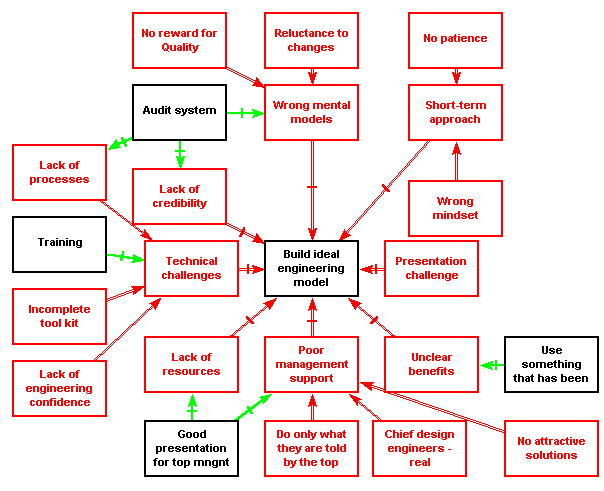 No reward for
Quality
Reluctance to
changes
No patience
Audit system
Wrong mental
models
Short-term
approach
Lack of
processes
Lack of
credibility
Wrong
mindset
Training
Technical
challenges
Build ideal
engineering
model
Presentation
challenge
Incomplete
tool kit
Lack of
engineering
confidence
Lack of
resources
Poor
management
support
Unclear
benefits
Use
something
that has been
Good
presentation
for top mngnt
Do only what
they are told
by the top
Chief design
engineers -
real
No attractive
solutions